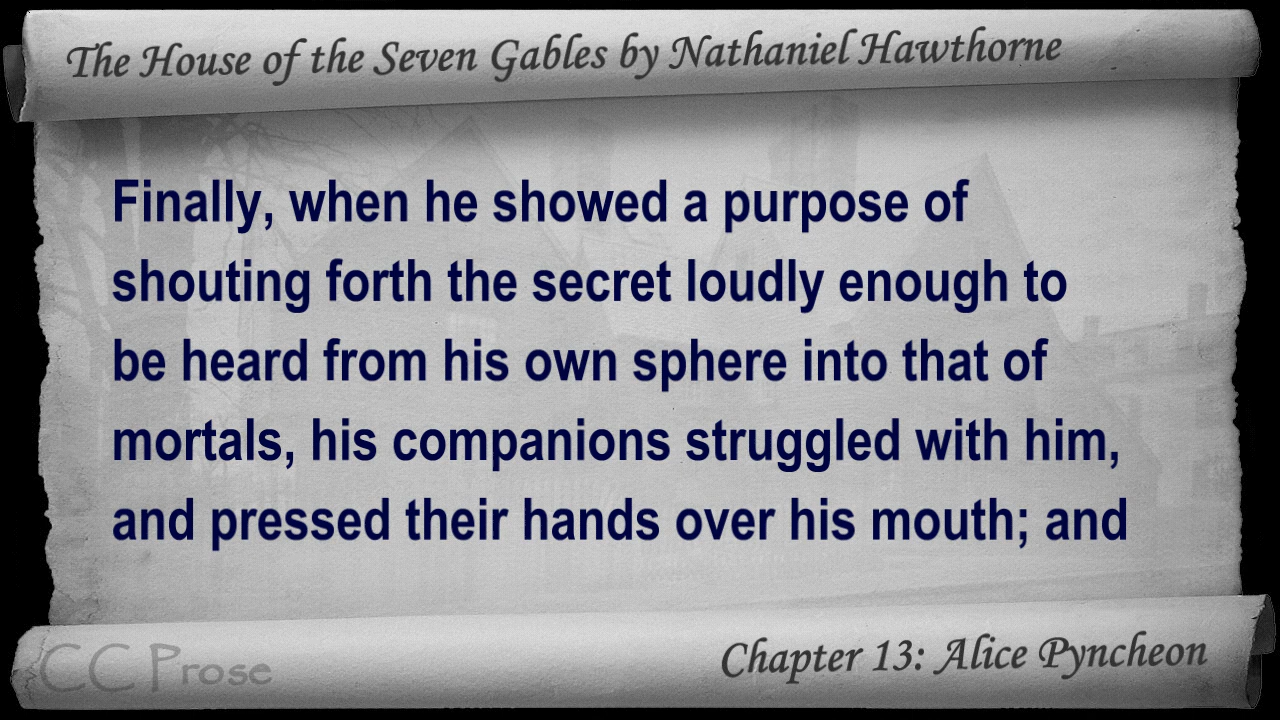 The House of the Seven Gables by Nathaniel Hawthorne
Finally, when he showed a purpose of
shouting forth the secret loudly enough to
be heard from his own sphere into that of
mortals, his companions struggled with him,
and pressed their hands over his mouth; and
CC Prose
Chapter 13: Alice Pyncheon